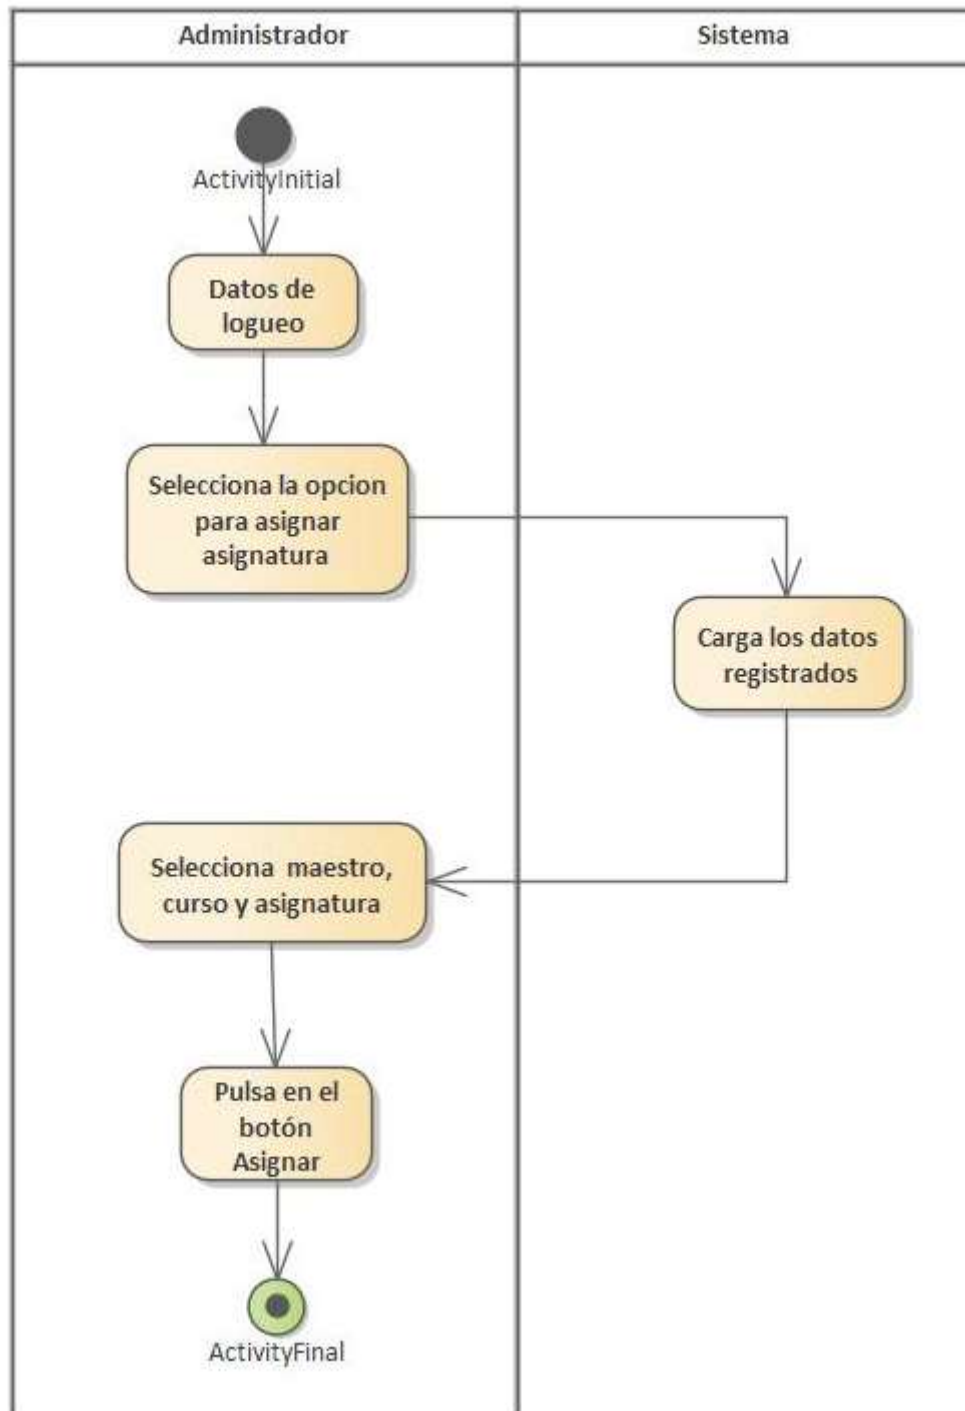 Administrador
Sistema
ActivityInitial
Datos de
logueo
Selecciona la opcion
para asignar
asignatura
Carga los datos
registrados
Selecciona  maestro,
curso y asignatura
Pulsa en el
botón
Asignar
ActivityFinal